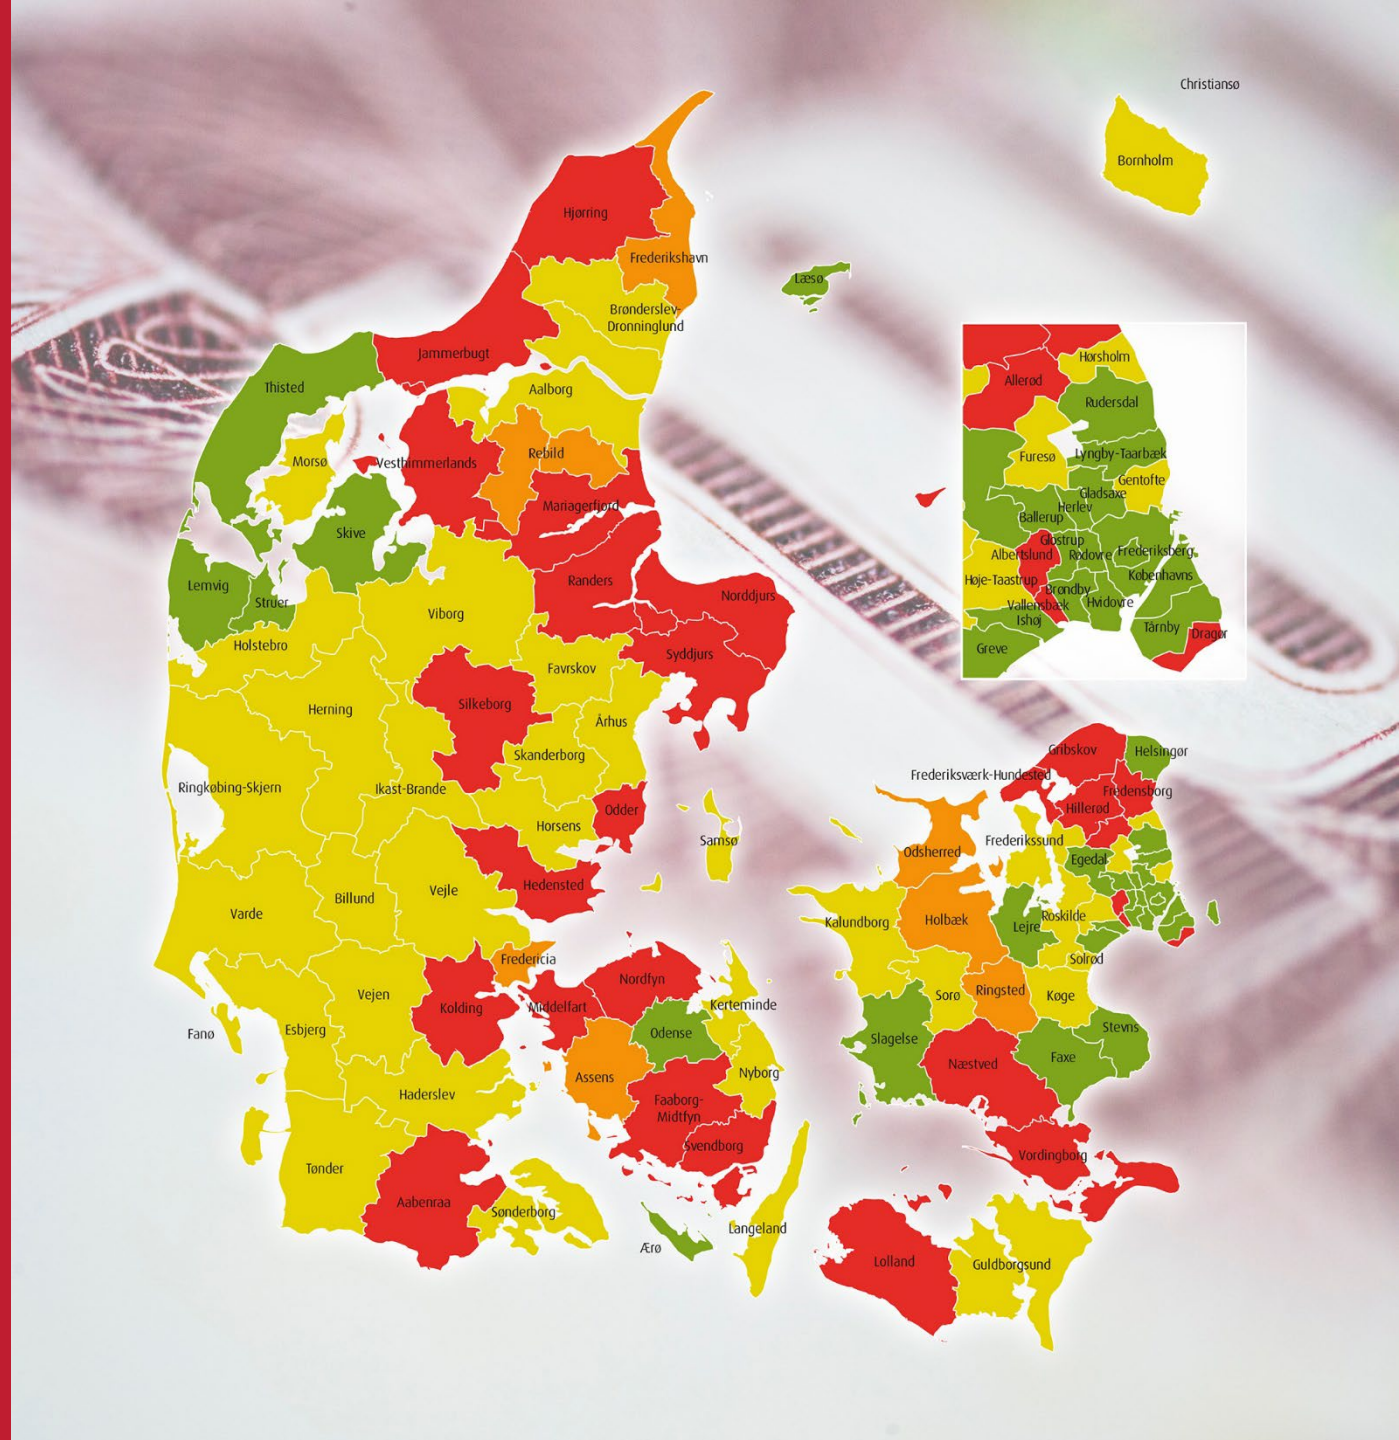 Christiansø
Bornholm
Hjørring
Frederikshavn
Læsø
Brønderslev-
Dronninglund
Jammerbugt
Thisted
Aalborg
Morsø
Vesthimmerlands
Rebild
Mariagerfjord
Skive
Lemvig
Struer
Randers
Norddjurs
Viborg
Holstebro
Favrskov
Syddjurs
Silkeborg
Herning
Århus
Skanderborg
Ringkøbing-Skjern
Ikast-Brande
Odder
Horsens
Samsø
Hedensted
Vejle
Billund
Varde
Fredericia
Vejen
Kolding
Middelfart
Nordfyn
Kerteminde
Fanø
Esbjerg
Odense
Assens
Nyborg
Haderslev
Faaborg-
Midtfyn
Svendborg
Tønder
Aabenraa
Sønderborg
Langeland
Ærø
Hørsholm
Allerød
Rudersdal
Furesø
Lyngby-Taarbæk
Gentofte
Gladsaxe
Herlev
Ballerup
Glostrup
Albertslund
Rødovre
Frederiksberg
Høje-Taastrup
Københavns
Brøndby
Vallensbæk
Hvidovre
Ishøj
Tårnby
Dragør
Greve
Gribskov
Helsingør
Frederiksværk-Hundested
Fredensborg
Hillerød
Frederikssund
Odsherred
Egedal
Kalundborg
Holbæk
Lejre
Roskilde
Solrød
Sorø
Ringsted
Køge
Slagelse
Stevns
Næstved
Faxe
Vordingborg
Lolland
Guldborgsund